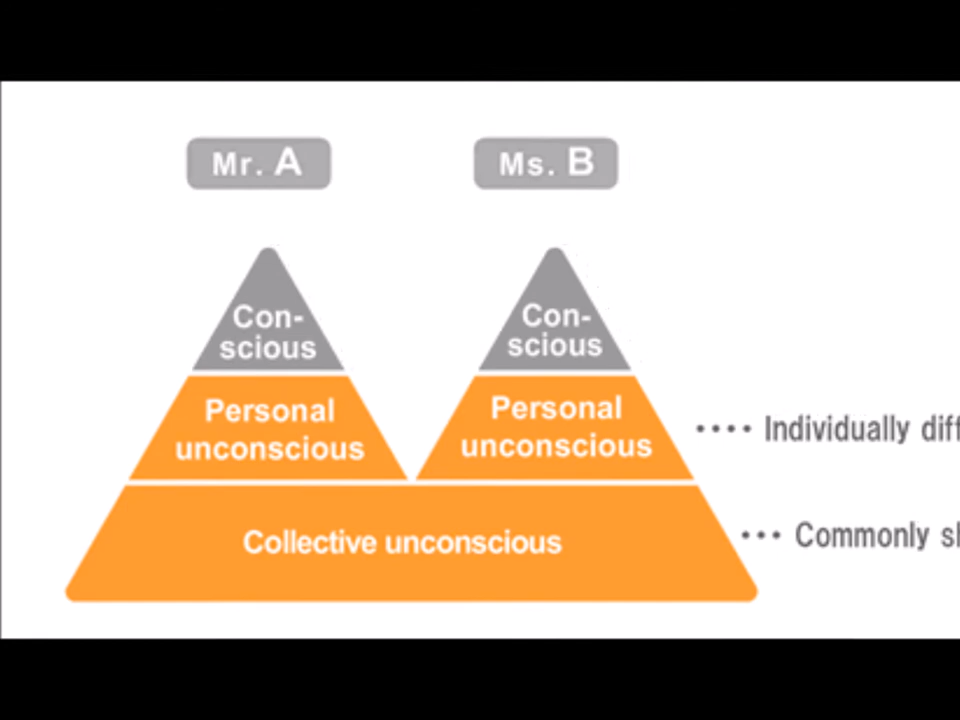 Mr. A
Ms. B
Con-
scious
Con-
scious
Personal
unconscious
Personal
unconscious
Individually
Collective unconscious
Commonly